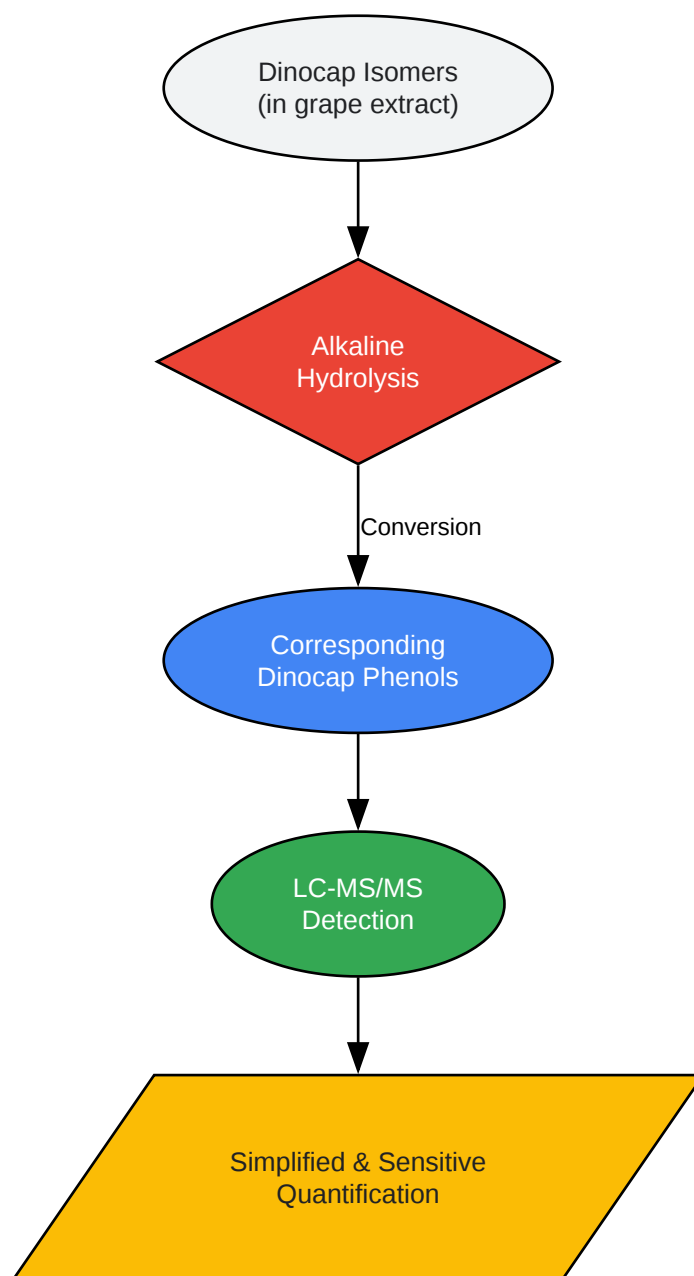 Dinocap Isomers
(in grape extract)
Alkaline
Hydrolysis
Conversion
Corresponding
Dinocap Phenols
LC-MS/MS
Detection
Simplified & Sensitive
Quantification